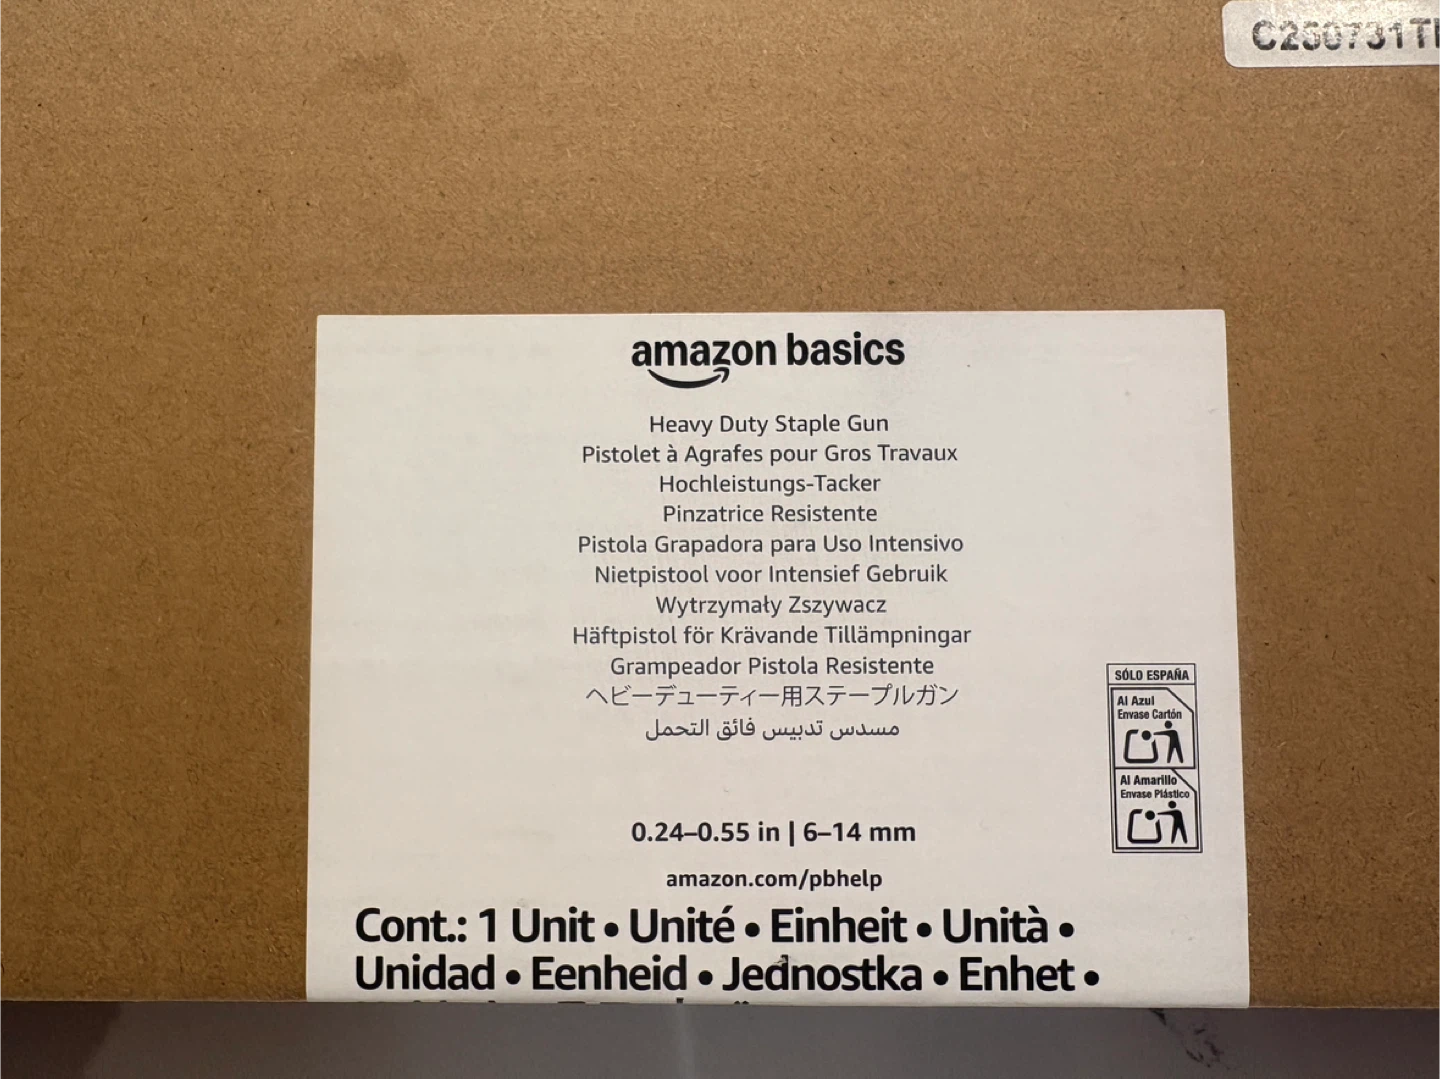 amazon basics
Heavy Duty Staple Gun
Pistolet à Agrafes pour Gros Travaux
Hochleistungs-Tacker
Pinzatrice Resistente
Pistola Grapadora para Uso Intensivo
Nietpistool voor Intensief Gebruik
Wytrzymały Zszywacz
Häftpistol för Krävande Tillämpningar
Grampeador Pistola Resistente
ヘビーデューティー用ステープルガン
مسدس تدبيس فائق التحمل
SÓLO ESPAÑA
Al Azul
Envase Cartón
Al Amarillo
Envase Plástico
0.24–0.55 in | 6–14 mm
amazon.com/pbhelp
Cont.: 1 Unit • Unité • Einheit • Unità •
Unidad • Eenheid • Jednostka • Enhet •